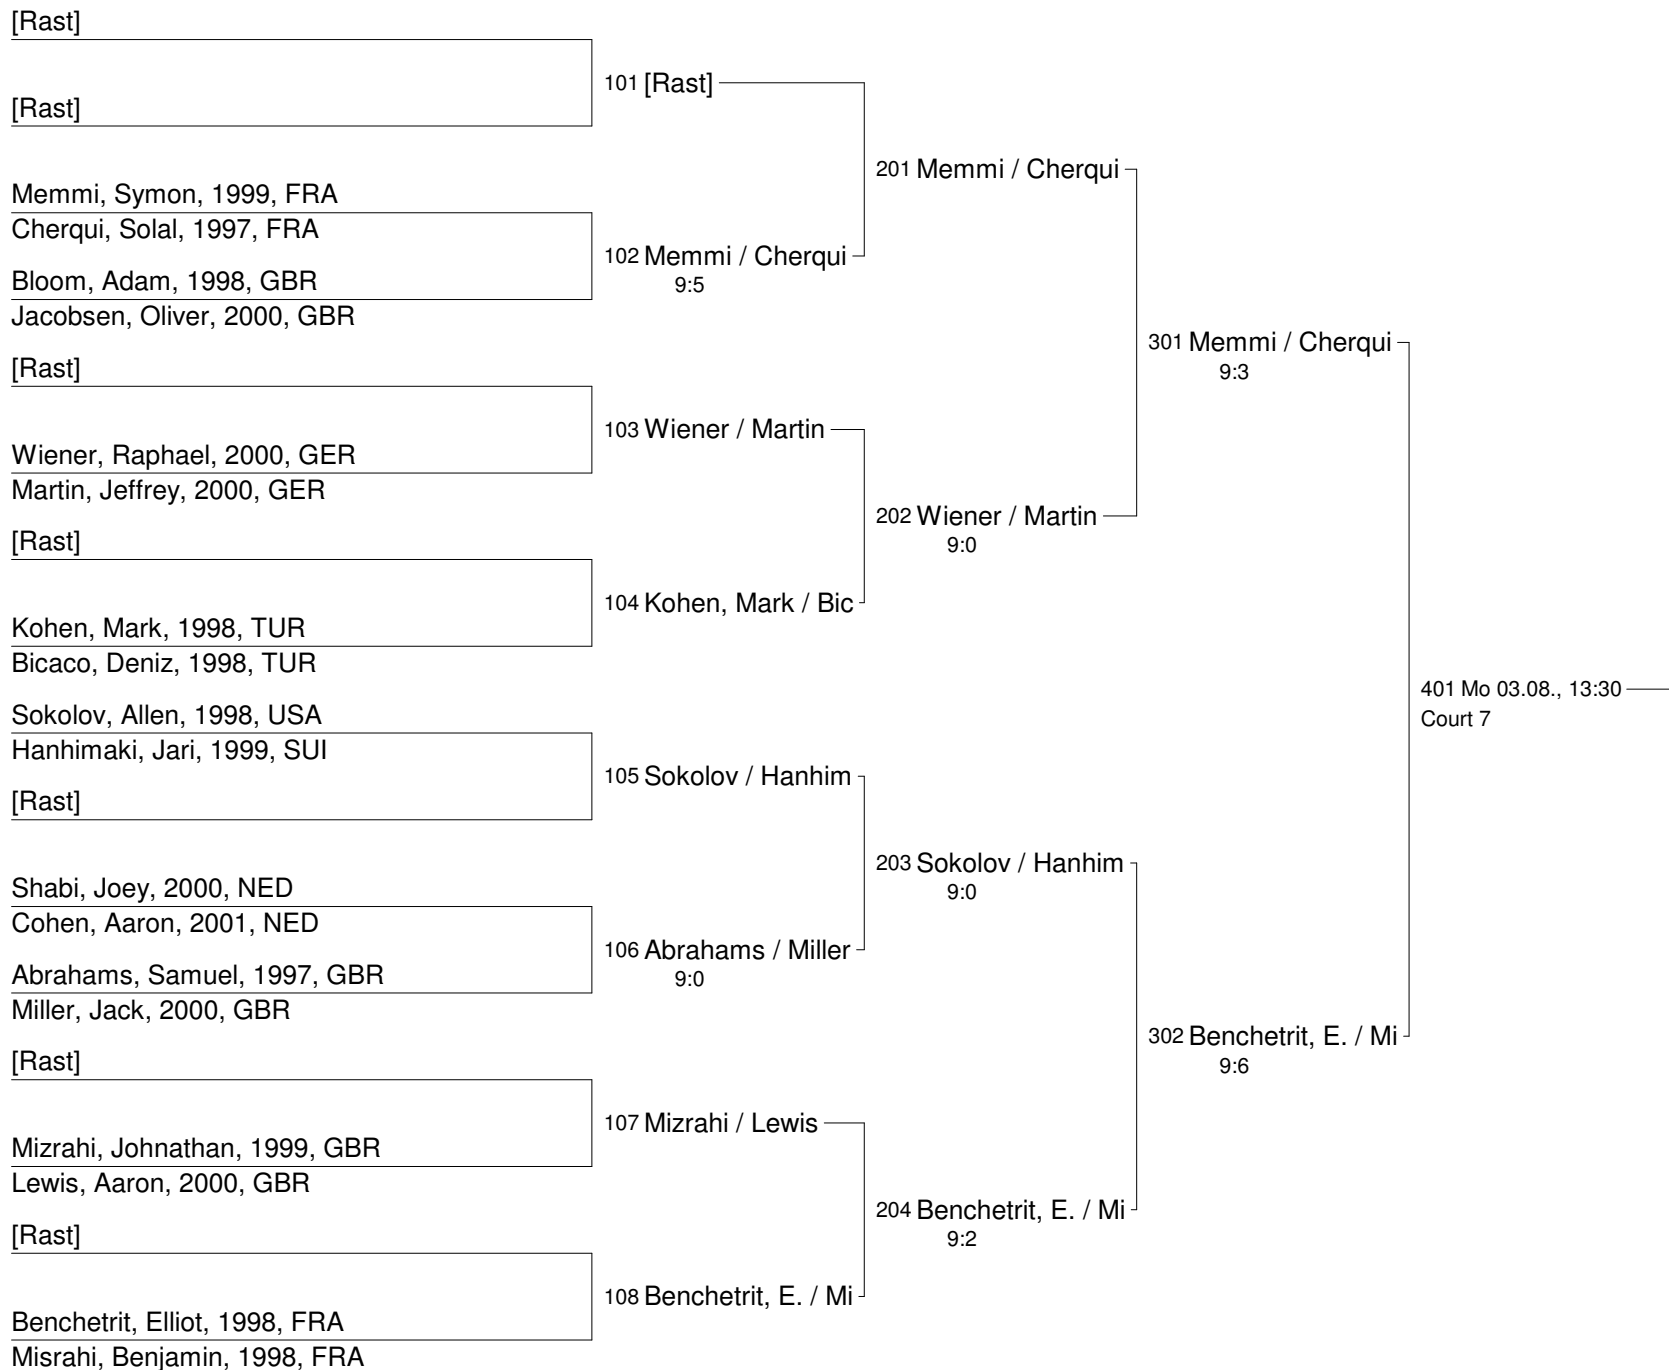 [Rast]
[Rast]
Memmi, Symon, 1999, FRA
Cherqui, Solal, 1997, FRA
Bloom, Adam, 1998, GBR
Jacobsen, Oliver, 2000, GBR
[Rast]
Wiener, Raphael, 2000, GER
Martin, Jeffrey, 2000, GER
[Rast]
Kohen, Mark, 1998, TUR
Bicaco, Deniz, 1998, TUR
Sokolov, Allen, 1998, USA
Hanhimaki, Jari, 1999, SUI
[Rast]
Shabi, Joey, 2000, NED
Cohen, Aaron, 2001, NED
Abrahams, Samuel, 1997, GBR
Miller, Jack, 2000, GBR
[Rast]
Mizrahi, Johnathan, 1999, GBR
Lewis, Aaron, 2000, GBR
[Rast]
Benchetrit, Elliot, 1998, FRA
Misrahi, Benjamin, 1998, FRA
101 [Rast]
102 Memmi / Cherqui
9:5
103 Wiener / Martin
104 Kohen, Mark / Bic
105 Sokolov / Hanhim
106 Abrahams / Miller
9:0
107 Mizrahi / Lewis
108 Benchetrit, E. / Mi
201 Memmi / Cherqui
202 Wiener / Martin
9:0
203 Sokolov / Hanhim
9:0
204 Benchetrit, E. / Mi
9:2
301 Memmi / Cherqui
9:3
302 Benchetrit, E. / Mi
9:6
401 Mo 03.08., 13:30
Court 7